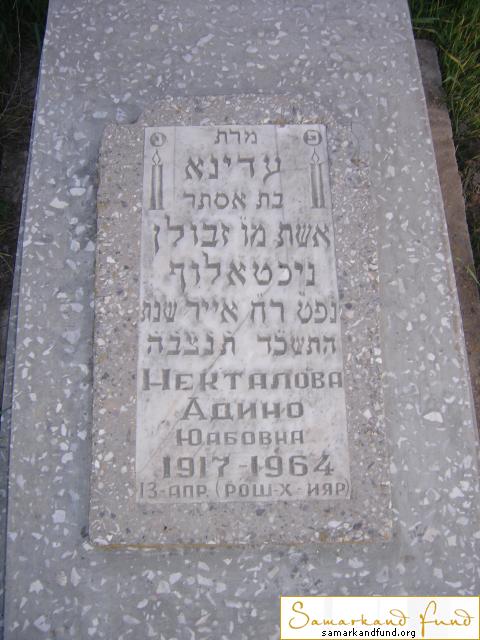 פ מרת נ
עדינא
בת אסתר
אשת מו זבולן
ניכטאלוף
נפט׳ רח אייר שנת
התשכד תנצבה
Некталова
Адино
Юабовна
1917-1964
13-апр. (рош-х-ияр)
Samarkand Fund
samarkandfund.org